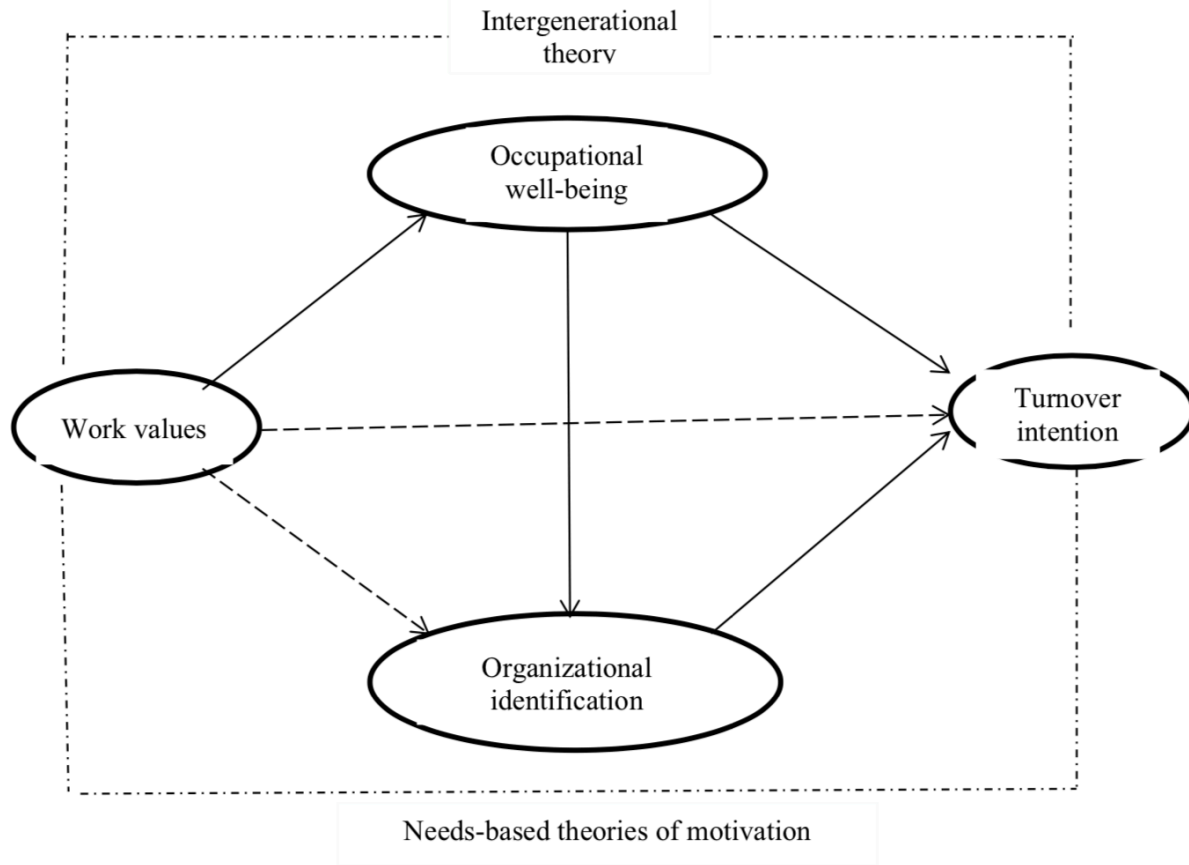 Intergenerational
theory
Occupational
well-being
Work values
Turnover
intention
Organizational
identification
Needs-based theories of motivation